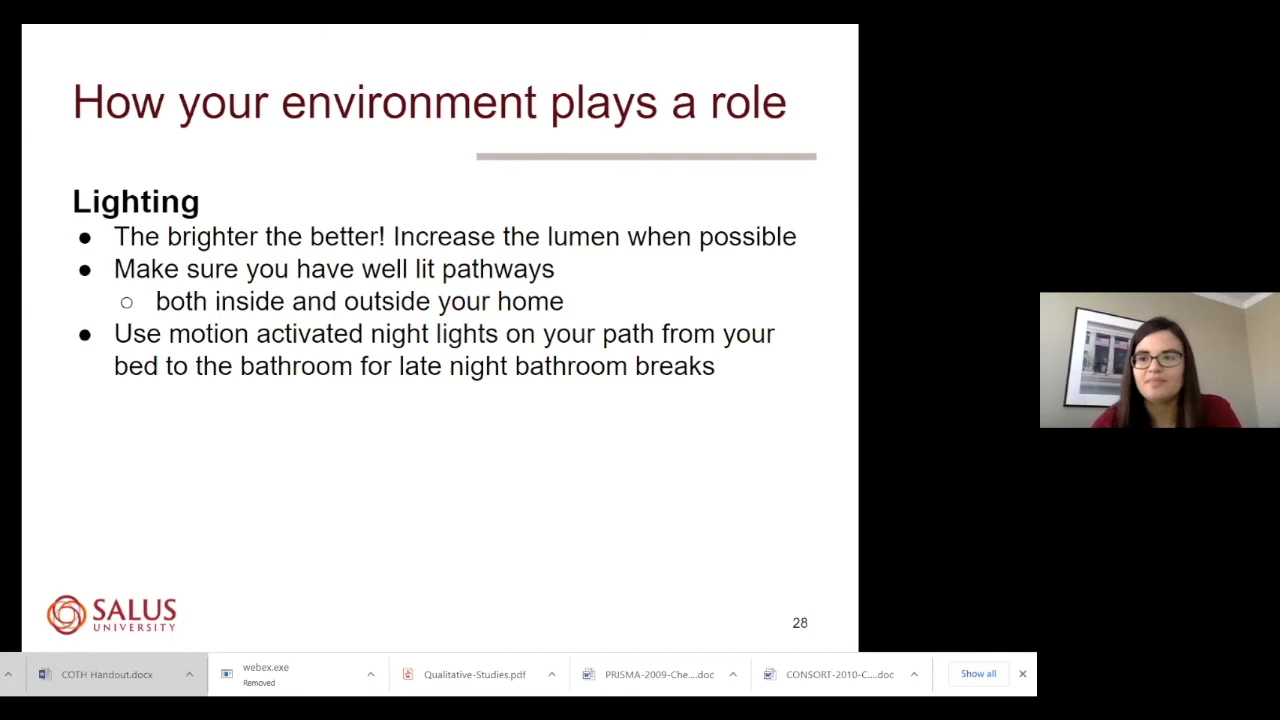 How your environment plays a role
Lighting
● The brighter the better! Increase the lumen when possible
● Make sure you have well lit pathways
○ both inside and outside your home
● Use motion activated night lights on your path from your
bed to the bathroom for late night bathroom breaks
SALUS
UNIVERSITY
28
COTH Handout.docx
webex.exe
Removed
Qualitative-Studies.pdf
PRISMA-2009-Che....doc
CONSORT-2010-C....doc
Show all